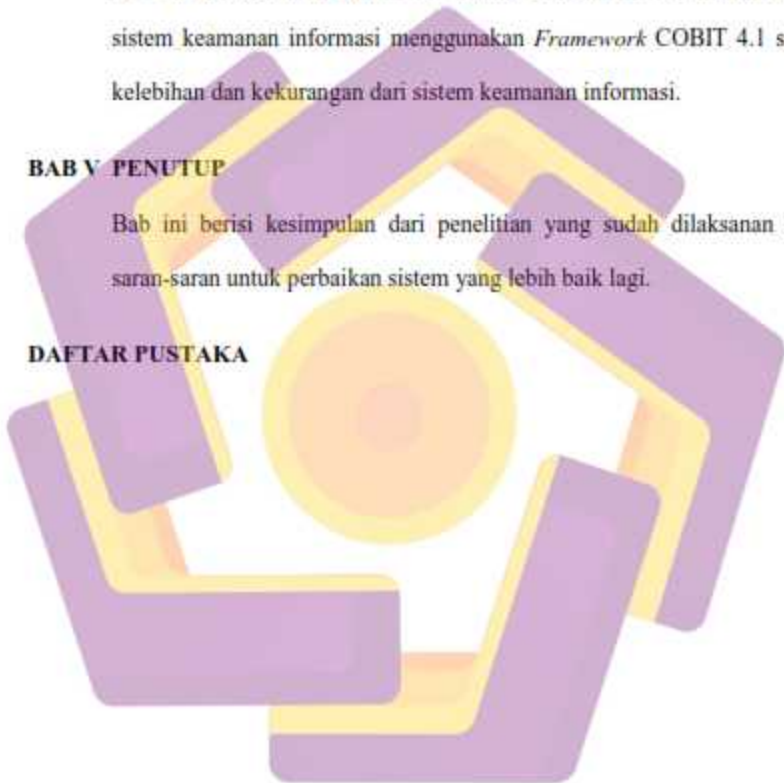 sistem keamanan informasi menggunakan Framework COBIT 4.1 s
kelebihan dan kekurangan dari sistem keamanan informasi.
BAB V PENUTUP
Bab ini berisi kesimpulan dari penelitian yang sudah dilaksanan
saran-saran untuk perbaikan sistem yang lebih baik lagi.
DAFTAR PUSTAKA